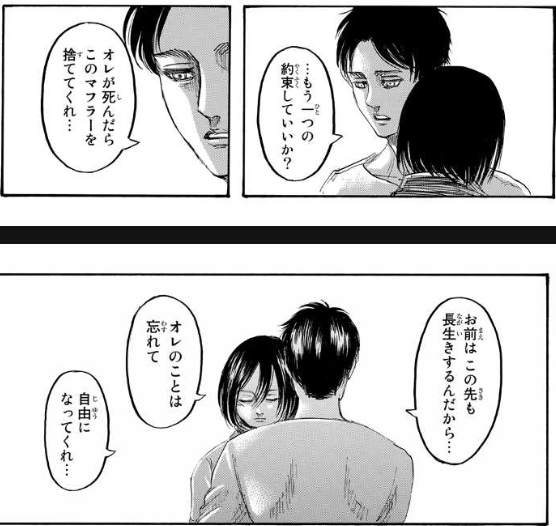 …もう一つの
約束していいか?
オレが死んだら
このマフラーを
捨ててくれ…
お前は この先も
長生きするんだから…
オレのことは
忘れて
自由に
なってくれ…